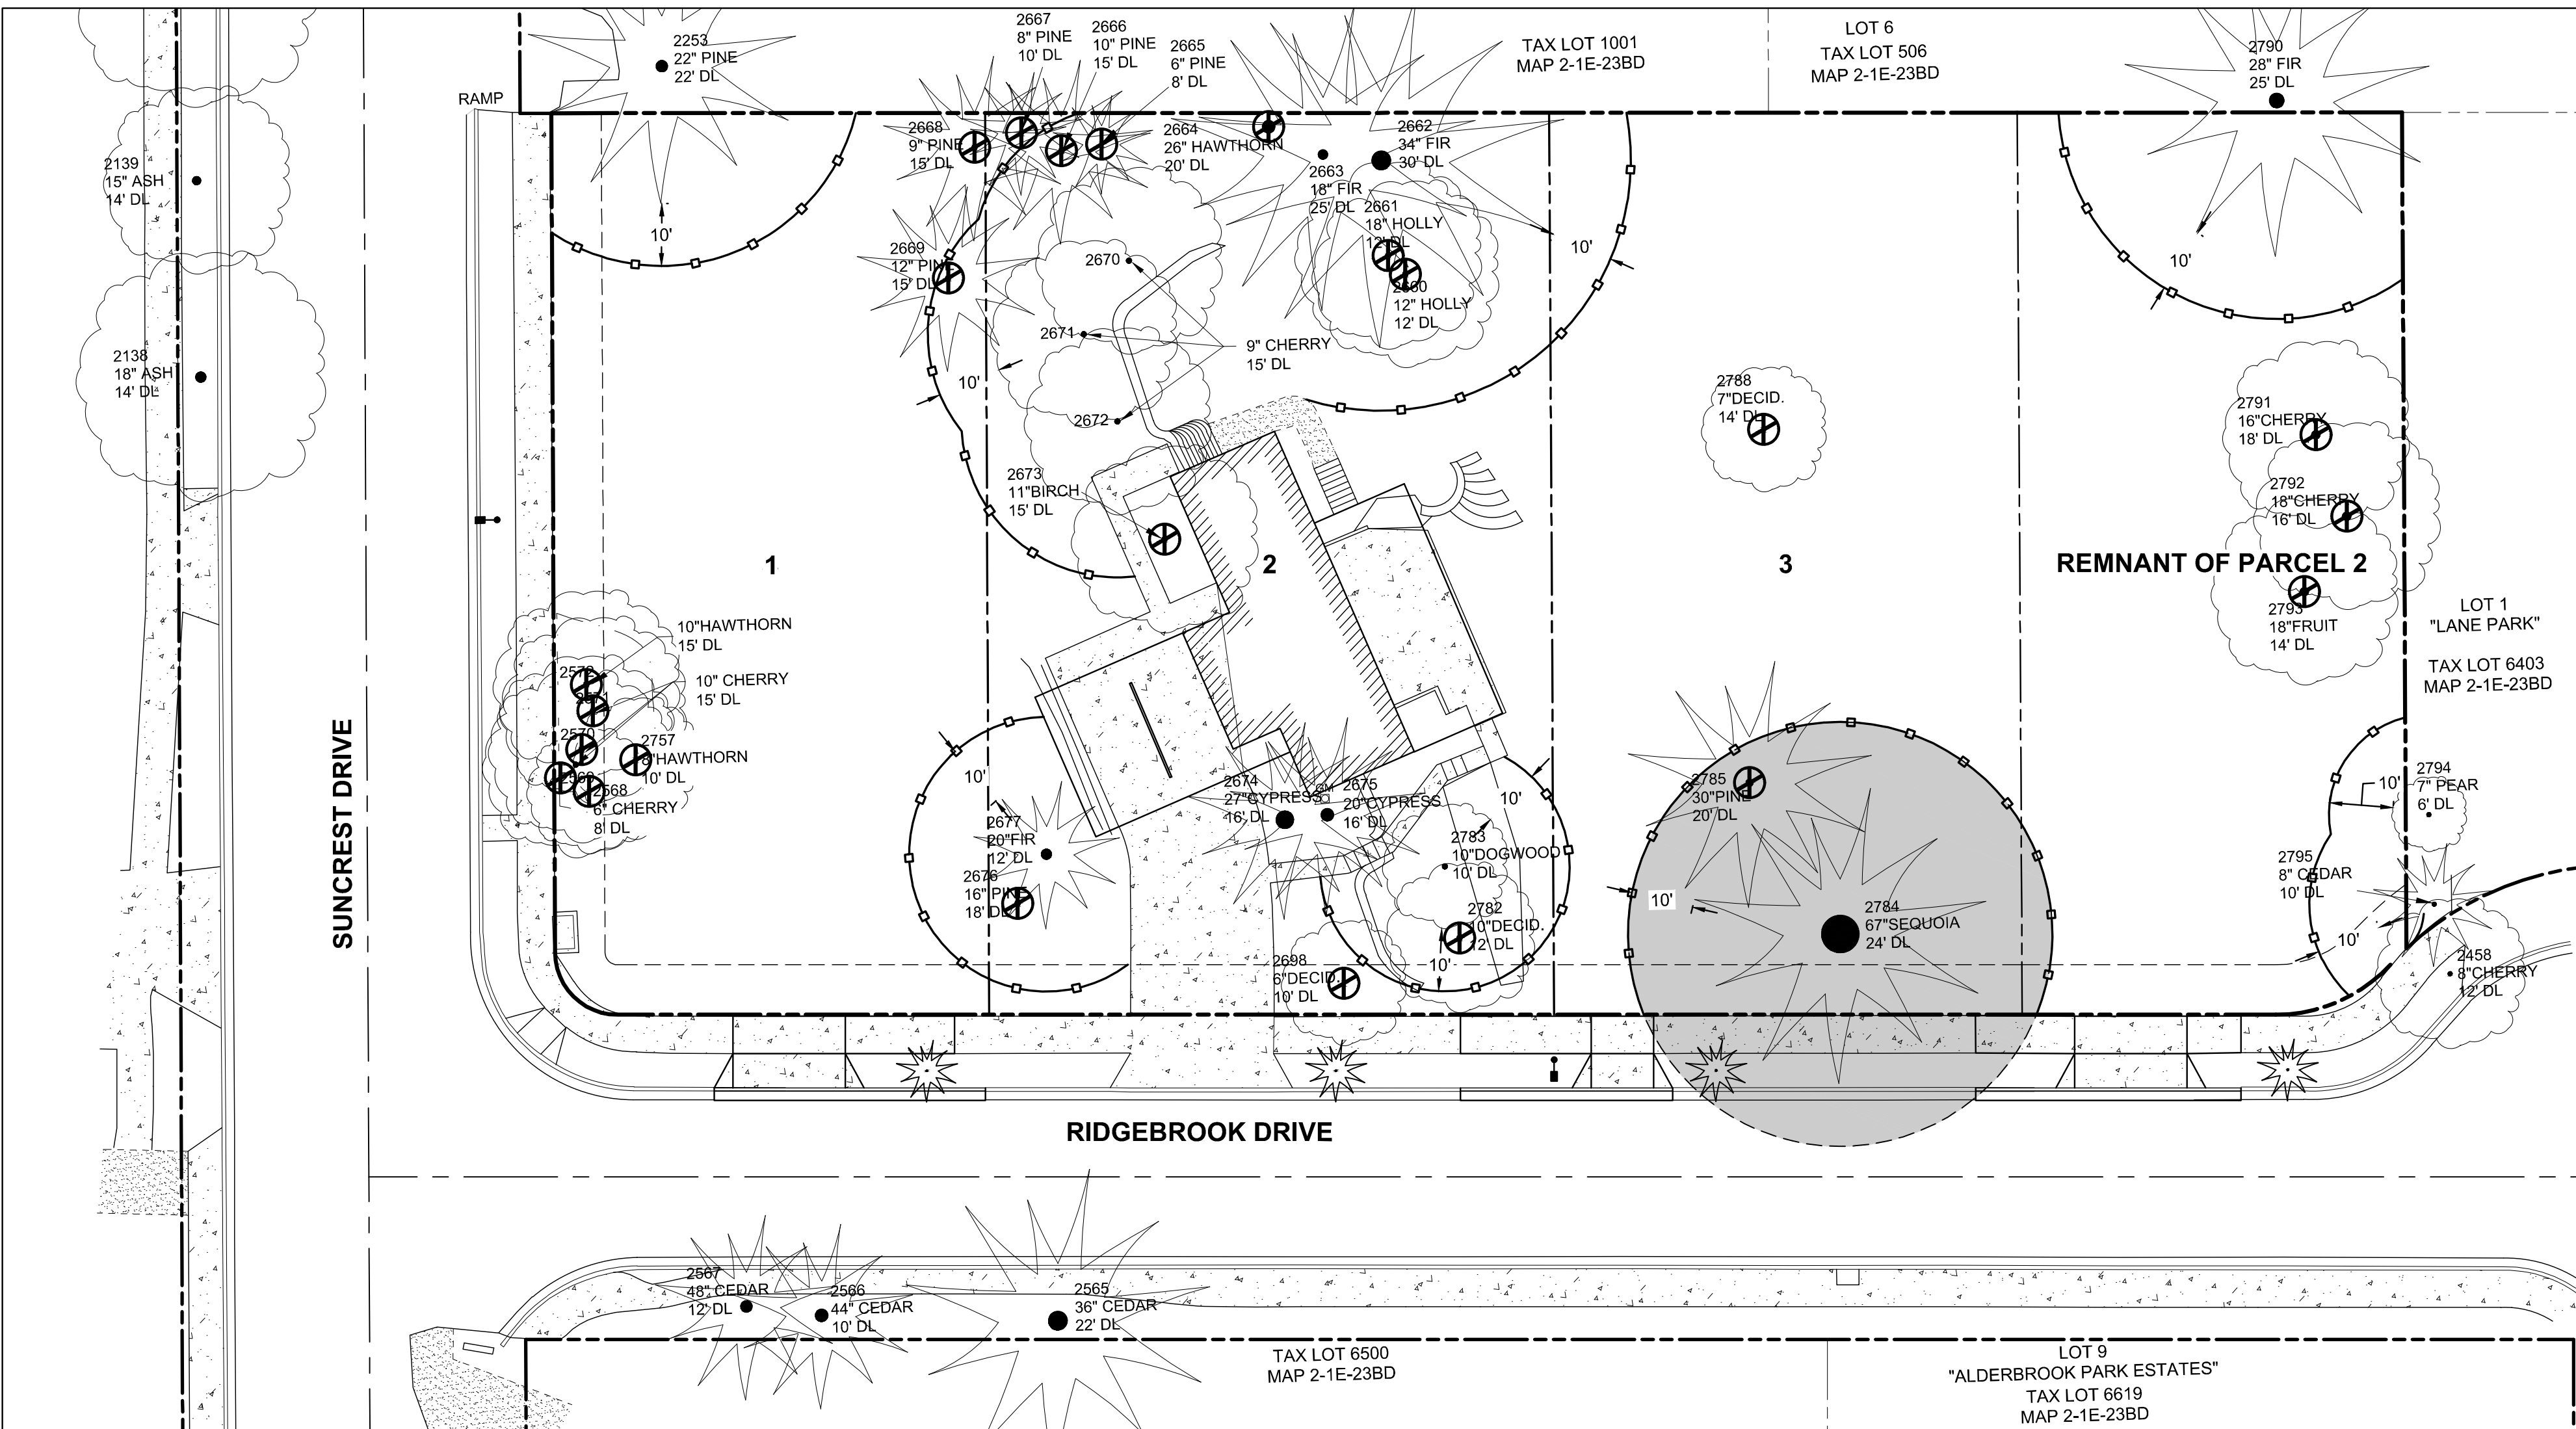 2253
22" PINE
22' DL
2667
8" PINE
10' DL
2666
10" PINE
15' DL
2665
6" PINE
8' DL
TAX LOT 1001
MAP 2-1E-23BD
LOT 6
TAX LOT 506
MAP 2-1E-23BD
2790
28" FIR
25' DL
RAMP
2668
9" PINE
15' DL
2664
26" HAWTHORN
20' DL
2662
34" FIR
30' DL
2663
18" FIR
25' DL
2661
18" HOLLY
12' DL
2660
12" HOLLY
12' DL
2139
15" ASH
14' DL
10'
10'
10'
2669
12" PINE
15' DL
2670
2671
2672
9" CHERRY
15' DL
10'
2138
18" ASH
14' DL
2788
7"DECID.
14' DL
2791
16"CHERRY
18' DL
2792
18"CHERRY
16' DL
2673
11"BIRCH
15' DL
1
2
3
REMNANT OF PARCEL 2
2793
18"FRUIT
14' DL
LOT 1
"LANE PARK"
TAX LOT 6403
MAP 2-1E-23BD
10"HAWTHORN
15' DL
10" CHERRY
15' DL
2570
2757
8"HAWTHORN
10' DL
2568
6" CHERRY
8' DL
SUNCREST DRIVE
10'
2674
27"CYPRESS
16' DL
2675
20"CYPRESS
16' DL
10'
2785
30"PINE
20' DL
2794
7" PEAR
6' DL
10'
2677
20"FIR
12' DL
2676
16" PINE
18' DL
2783
10"DOGWOOD
10' DL
2782
10"DECID.
12' DL
10'
2698
6"DECID.
10' DL
10'
2784
67"SEQUOIA
24' DL
2795
8" CEDAR
10' DL
10'
2458
8"CHERRY
12' DL
RIDGEBROOK DRIVE
2567
48" CEDAR
12' DL
2566
44" CEDAR
10' DL
2565
36" CEDAR
22' DL
TAX LOT 6500
MAP 2-1E-23BD
LOT 9
"ALDERBROOK PARK ESTATES"
TAX LOT 6619
MAP 2-1E-23BD